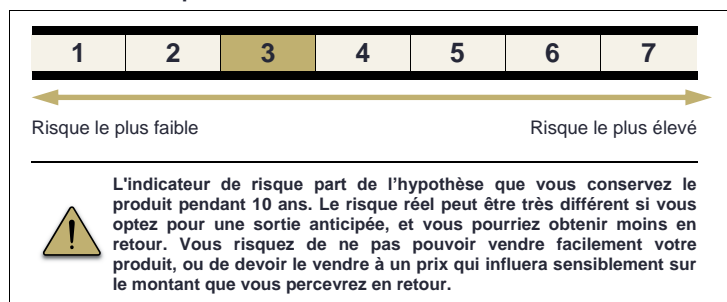 1 2 3 4 5 6 7
Risque le plus faible Risque le plus élevé
L'indicateur de risque part de l’hypothèse que vous conservez le
produit pendant 10 ans. Le risque réel peut être très différent si vous
optez pour une sortie anticipée, et vous pourriez obtenir moins en
retour. Vous risquez de ne pas pouvoir vendre facilement votre
produit, ou de devoir le vendre à un prix qui influera sensiblement sur
le montant que vous percevrez en retour.